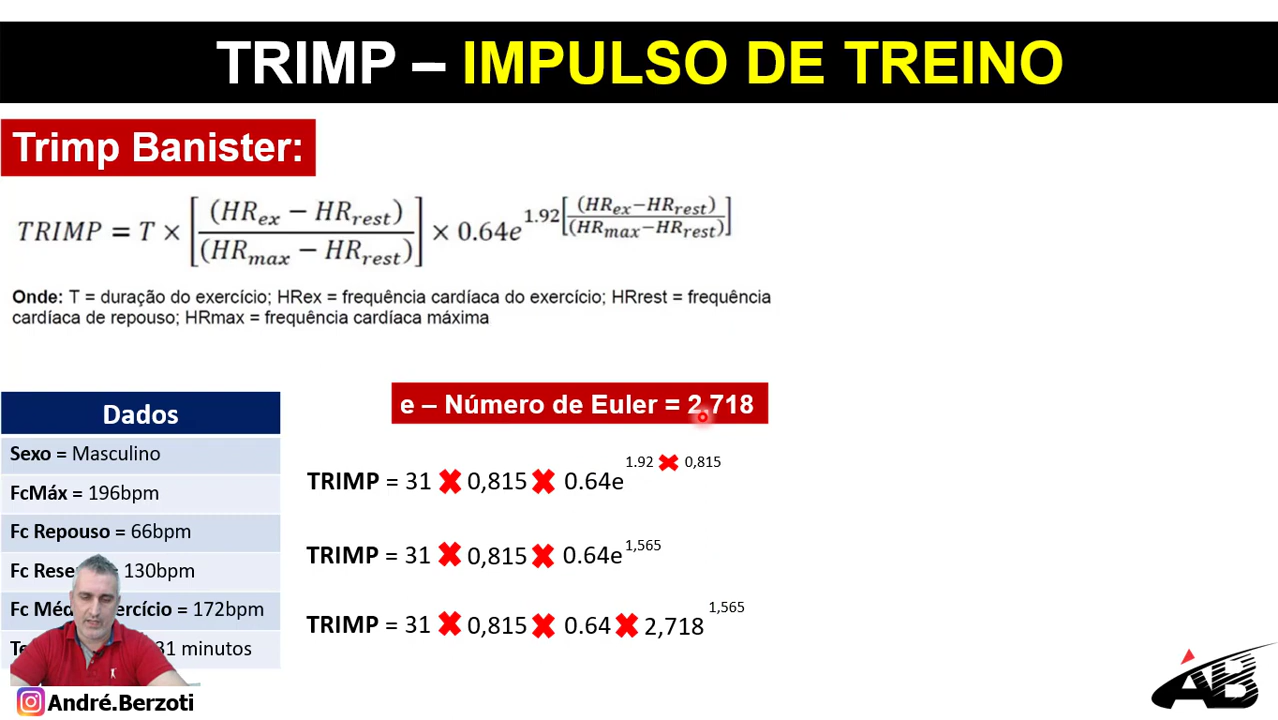 TRIMP – IMPULSO DE TREINO
Trimp Banister:
TRIMP = T × [(HRex − HRrest) / (HRmax − HRrest)] × 0.64e^1.92[(HRex−HRrest) / (HRmax−HRrest)]
Onde: T = duração do exercício; HRex = frequência cardíaca do exercício; HRrest = frequência
cardíaca de repouso; HRmax = frequência cardíaca máxima
Dados
Sexo = Masculino
FcMáx = 196bpm
Fc Repouso = 66bpm
Fc = 130bpm
Fc = 172bpm
31 minutos
e – Número de Euler = 2,718
TRIMP = 31 ✖ 0,815 ✖ 0.64e^1.92 ✖ 0,815
TRIMP = 31 ✖ 0,815 ✖ 0.64e^1,565
TRIMP = 31 ✖ 0,815 ✖ 0.64 ✖ 2,718^1,565
André.Berzoti
AB